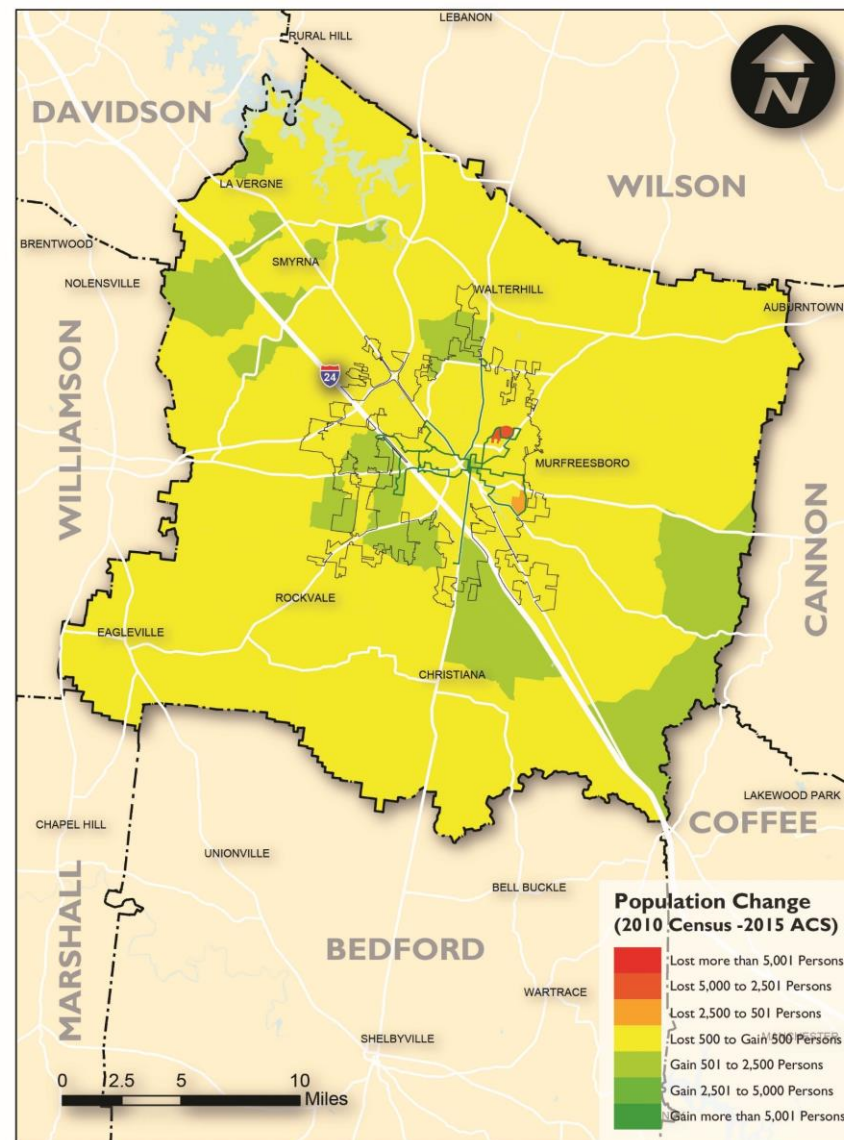 LEBANON
RURAL HILL
DAVIDSON
N
LA VERGNE
WILSON
BRENTWOOD
SMYRNA
NOLENSVILLE
WALTERHILL
AUBURNTOWN
WILLIAMSON
24
MURFREESBORO
CANNON
ROCKVALE
EAGLEVILLE
CHRISTIANA
LAKEWOOD PARK
COFFEE
CHAPEL HILL
UNIONVILLE
BELL BUCKLE
MARSHALL
BEDFORD
WARTRACE
SHELBYVILLE
MANCHESTER
Population Change
(2010 Census -2015 ACS)
Lost more than 5,001 Persons
Lost 5,000 to 2,501 Persons
Lost 2,500 to 501 Persons
Lost 500 to Gain 500 Persons
Gain 501 to 2,500 Persons
Gain 2,501 to 5,000 Persons
Gain more than 5,001 Persons
0 2.5 5 10
Miles